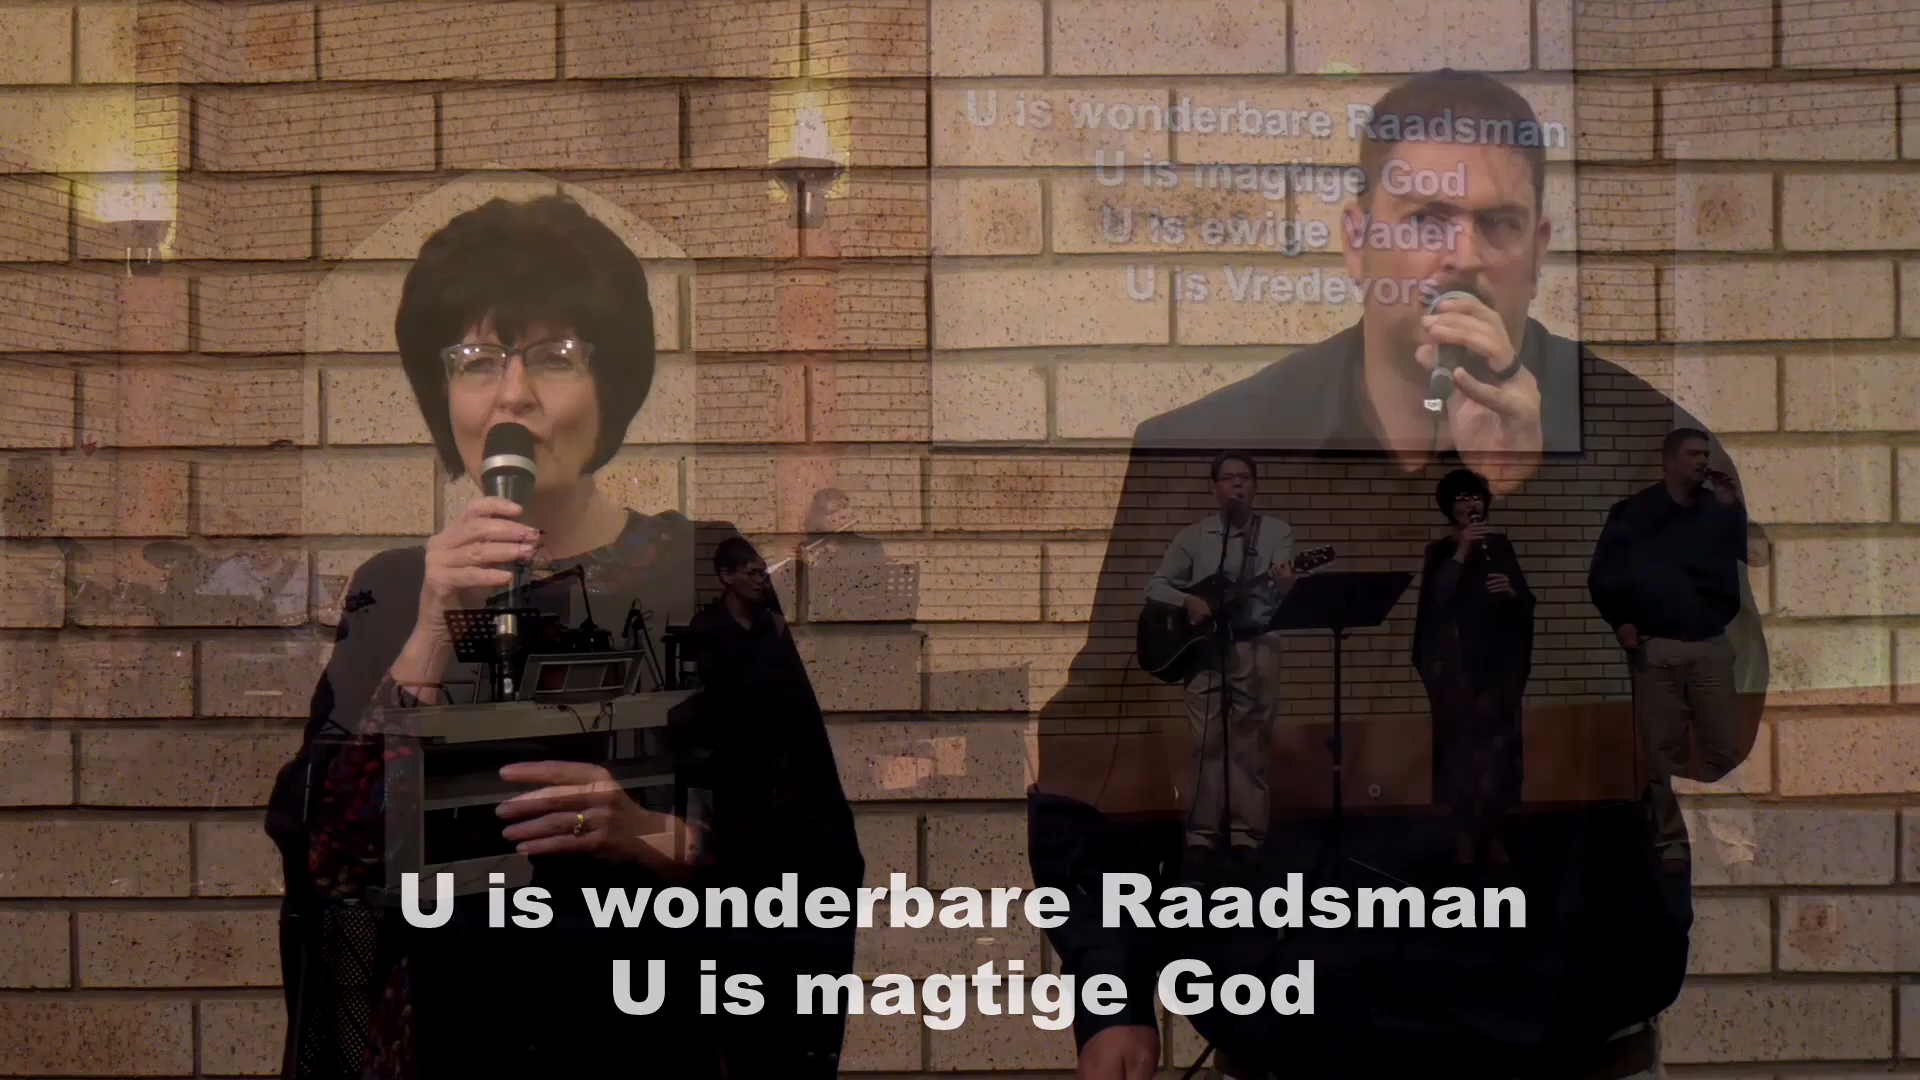 U is wonderbare Raadsman
U is magtige God
U is ewige Vader
U is Vredevors
U is wonderbare Raadsman
U is magtige God